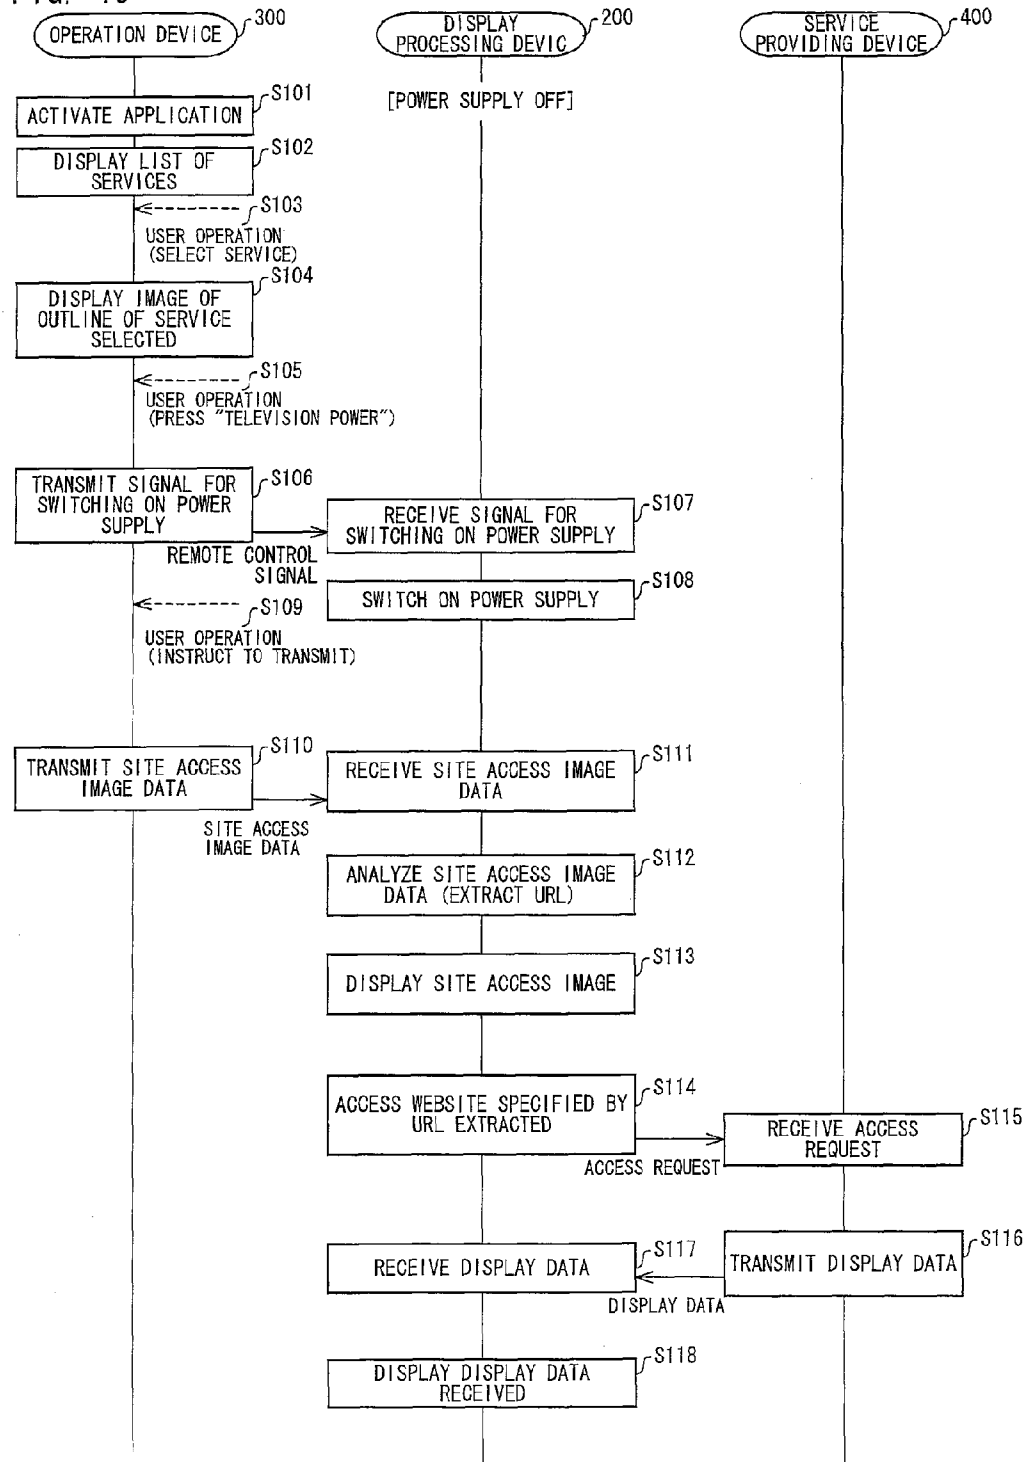 OPERATION DEVICE
300
DISPLAY
PROCESSING DEVIC
200
SERVICE
PROVIDING DEVICE
400
[POWER SUPPLY OFF]
S101
ACTIVATE APPLICATION
S102
DISPLAY LIST OF
SERVICES
S103
USER OPERATION
(SELECT SERVICE)
S104
DISPLAY IMAGE OF
OUTLINE OF SERVICE
SELECTED
S105
USER OPERATION
(PRESS "TELEVISION POWER")
S106
TRANSMIT SIGNAL FOR
SWITCHING ON POWER
SUPPLY
REMOTE CONTROL
SIGNAL
S107
RECEIVE SIGNAL FOR
SWITCHING ON POWER SUPPLY
S108
SWITCH ON POWER SUPPLY
S109
USER OPERATION
(INSTRUCT TO TRANSMIT)
S110
TRANSMIT SITE ACCESS
IMAGE DATA
SITE ACCESS
IMAGE DATA
S111
RECEIVE SITE ACCESS IMAGE
DATA
S112
ANALYZE SITE ACCESS IMAGE
DATA (EXTRACT URL)
S113
DISPLAY SITE ACCESS IMAGE
S114
ACCESS WEBSITE SPECIFIED BY
URL EXTRACTED
ACCESS REQUEST
S115
RECEIVE ACCESS
REQUEST
S116
TRANSMIT DISPLAY DATA
DISPLAY DATA
S117
RECEIVE DISPLAY DATA
S118
DISPLAY DISPLAY DATA
RECEIVED